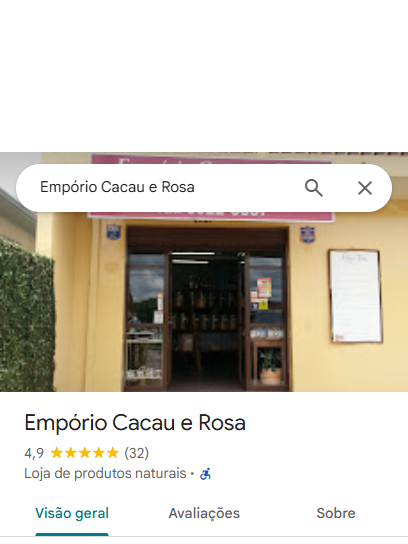 Empório Cacau e Rosa
Empório Cacau e Rosa
4,9 (32)
Loja de produtos naturais ·
Visão geral
Avaliações
Sobre